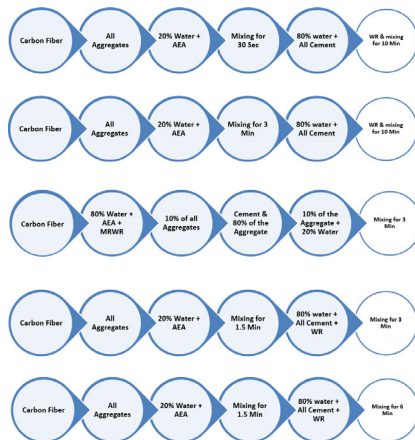 Carbon Fiber
All
Aggregates
20% Water +
AEA
Mixing for
30 Sec
80% water +
All Cement
WR & mixing
for 10 Min
Carbon Fiber
All
Aggregates
20% Water +
AEA
Mixing for 3
Min
80% water +
All Cement
WR & mixing
for 10 Min
Carbon Fiber
80% Water +
AEA +
MRWR
10% of all
Aggregates
Cement &
80% of the
Aggregate
10% of the
Aggregate +
20% Water
Mixing for 3
Min
Carbon Fiber
All
Aggregates
20% Water +
AEA
Mixing for
1.5 Min
80% water +
All Cement +
WR
Mixing for 3
Min
Carbon Fiber
All
Aggregates
20% Water +
AEA
Mixing for
1.5 Min
80% water +
All Cement +
WR
Mixing for 6
Min